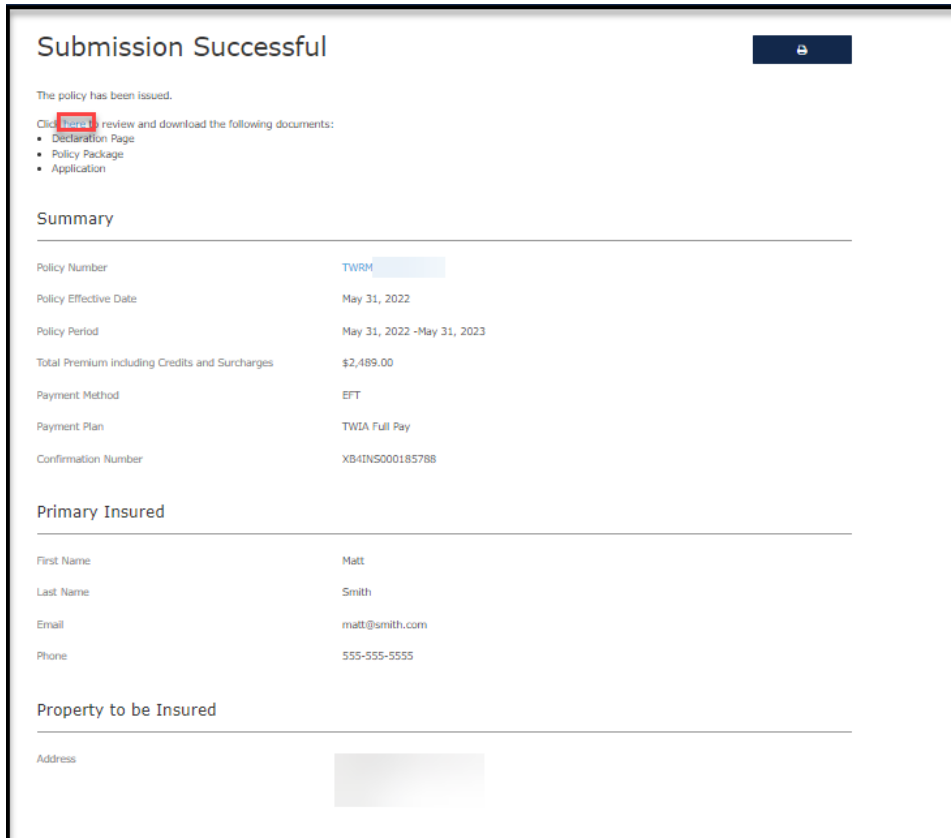 Submission Successful
The policy has been issued.
Click here to review and download the following documents:
• Declaration Page
• Policy Package
• Application
Summary
Policy Number TWRM
Policy Effective Date May 31, 2022
Policy Period May 31, 2022 -May 31, 2023
Total Premium including Credits and Surcharges $2,489.00
Payment Method EFT
Payment Plan TWIA Full Pay
Confirmation Number XB4INS000185788
Primary Insured
First Name Matt
Last Name Smith
Email matt@smith.com
Phone 555-555-5555
Property to be Insured
Address